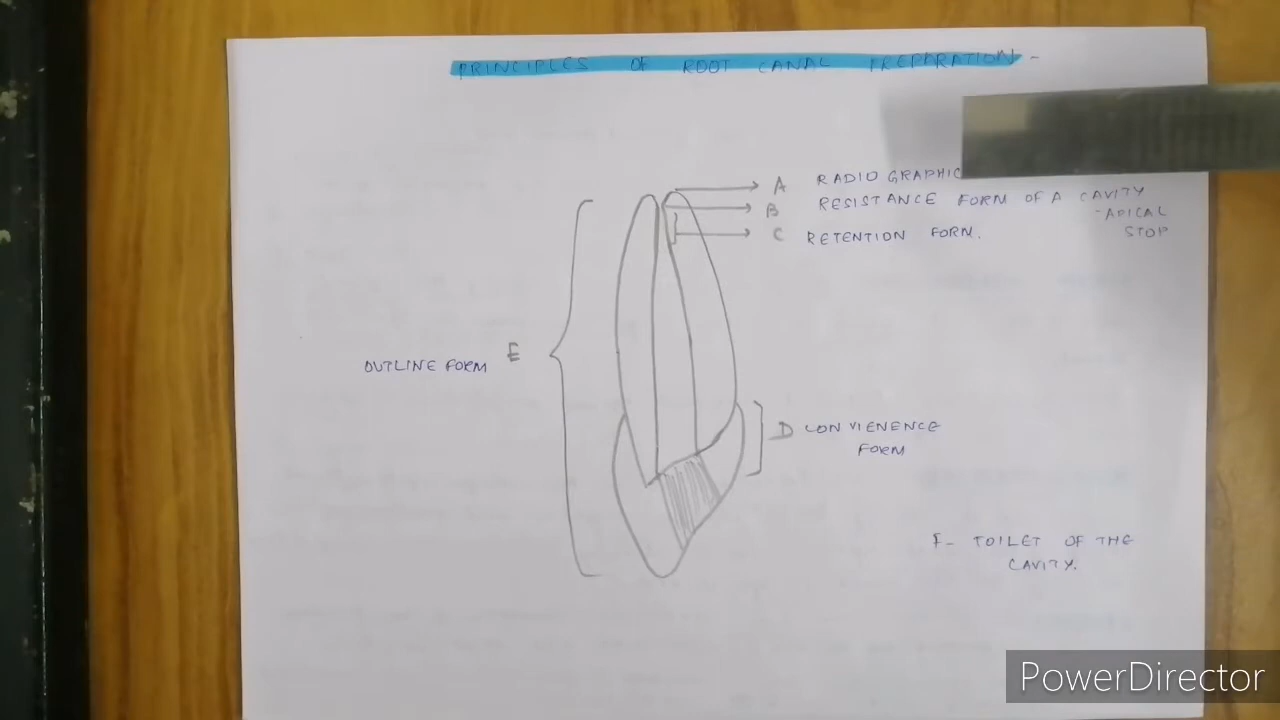 PRINCIPLES OF ROOT CANAL PREPARATION -
A RADIO GRAPHIC
B RESISTANCE FORM OF A CAVITY
- APICAL
STOP
C RETENTION FORM.
OUTLINE FORM E
D CONVIENENCE
FORM
F- TOILET OF THE
CAVITY.
PowerDirector